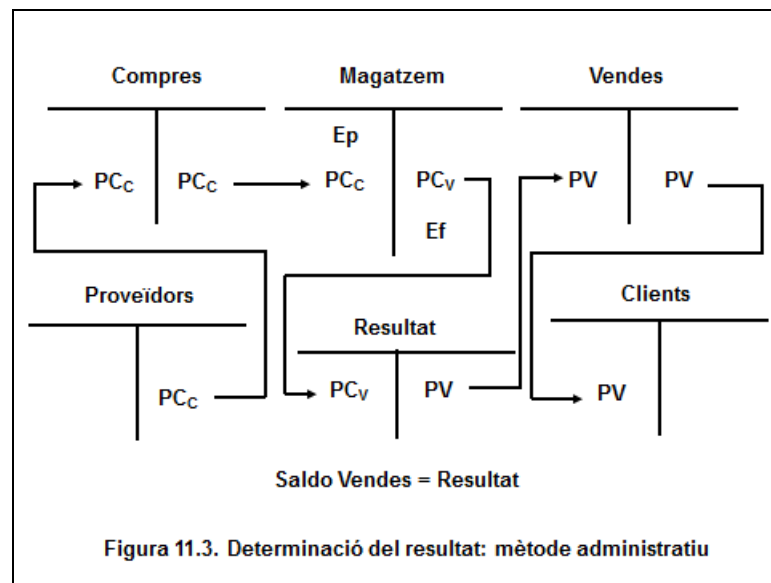 Compres Magatzem Vendes
Ep
PCC PCC PCC PCV PV PV
Ef
Proveïdors Clients
Resultat
PCC PCV PV PV
Saldo Vendes = Resultat
Figura 11.3. Determinació del resultat: mètode administratiu